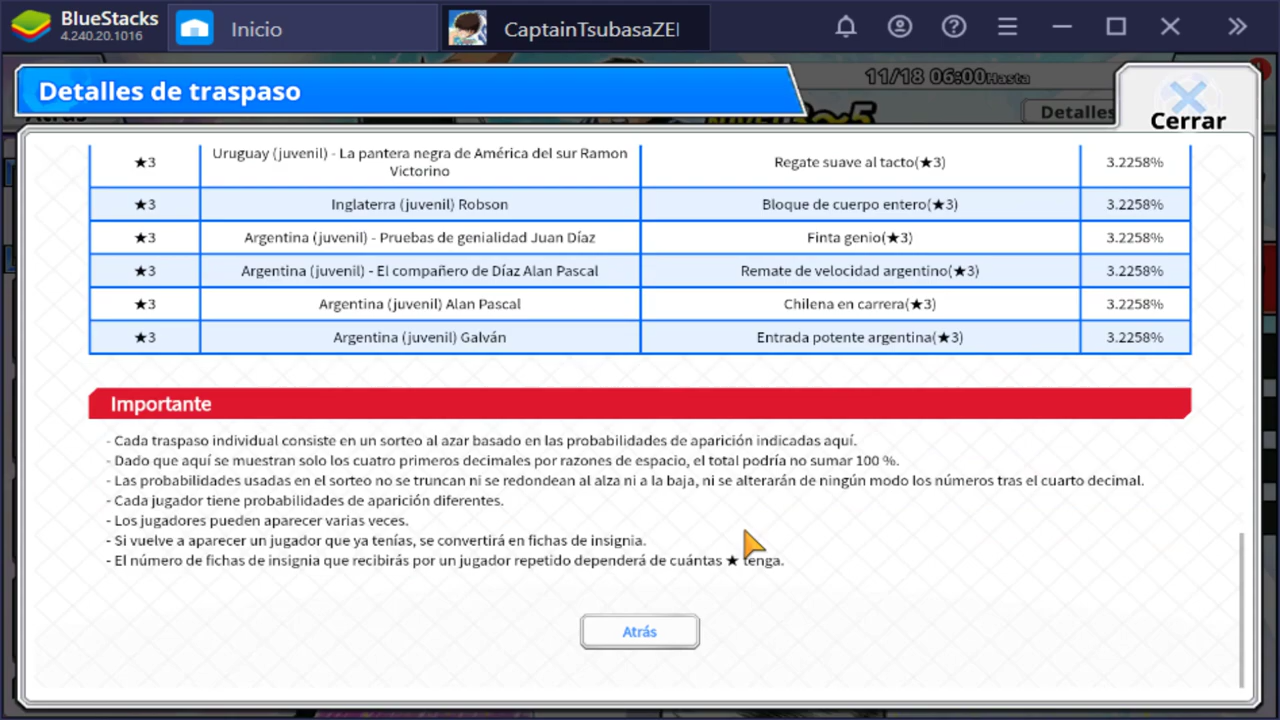 BlueStacks
4.240.20.1016
Inicio
CaptainTsubasaZEI
11/18 06:00Hasta
Detalles de traspaso
Atrás
Detalles
Cerrar
★3 Uruguay (juvenil) - La pantera negra de América del sur Ramon Victorino Regate suave al tacto(★3) 3.2258%
★3 Inglaterra (juvenil) Robson Bloque de cuerpo entero(★3) 3.2258%
★3 Argentina (juvenil) - Pruebas de genialidad Juan Díaz Finta genio(★3) 3.2258%
★3 Argentina (juvenil) - El compañero de Díaz Alan Pascal Remate de velocidad argentino(★3) 3.2258%
★3 Argentina (juvenil) Alan Pascal Chilena en carrera(★3) 3.2258%
★3 Argentina (juvenil) Galván Entrada potente argentina(★3) 3.2258%
Importante
- Cada traspaso individual consiste en un sorteo al azar basado en las probabilidades de aparición indicadas aquí.
- Dado que aquí se muestran solo los cuatro primeros decimales por razones de espacio, el total podría no sumar 100 %.
- Las probabilidades usadas en el sorteo no se truncan ni se redondean al alza ni a la baja, ni se alterarán de ningún modo los números tras el cuarto decimal.
- Cada jugador tiene probabilidades de aparición diferentes.
- Los jugadores pueden aparecer varias veces.
- Si vuelve a aparecer un jugador que ya tenías, se convertirá en fichas de insignia.
- El número de fichas de insignia que recibirás por un jugador repetido dependerá de cuántas ★ tenga.
Atrás